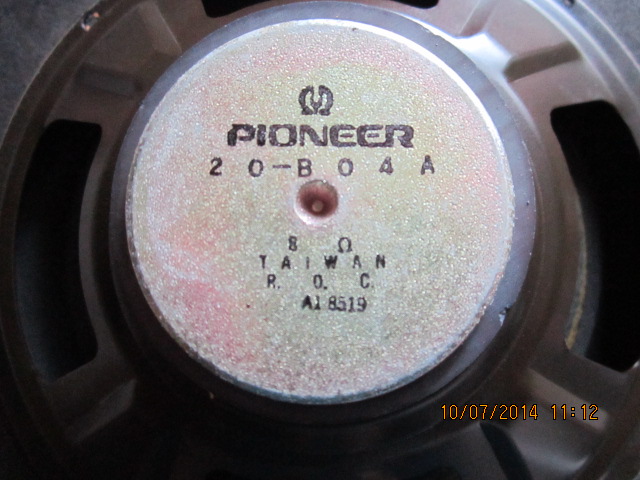 PIONEER
20-B04A
8 Ω
TAIWAN
R. O. C.
A1 8519
10/07/2014 11:12